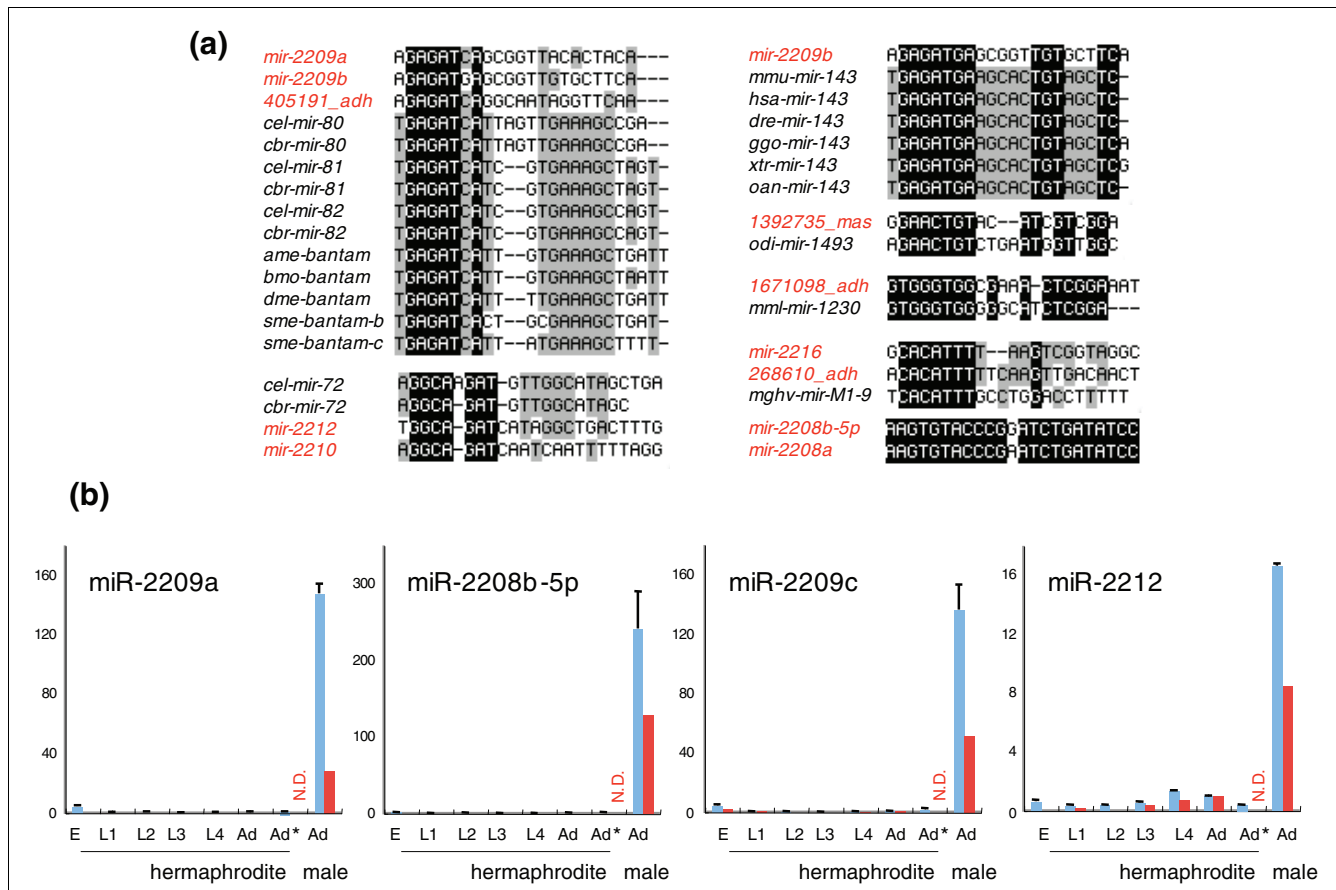 (a)
mir-2209a AGAGATCAGCGGTTACACTACA---
mir-2209b AGAGATGAGCGGTTGTGCTTCA---
405191_adh AGAGATCAGGCAATAGGTTCAA---
cel-mir-80 TGAGATCATTAGTTGAAAGCCGA--
cbr-mir-80 TGAGATCATTAGTTGAAAGCCGA--
cel-mir-81 TGAGATCATC--GTGAAAGCTAGT-
cbr-mir-81 TGAGATCATC--GTGAAAGCTAGT-
cel-mir-82 TGAGATCATC--GTGAAAGCCAGT-
cbr-mir-82 TGAGATCATC--GTGAAAGCCAGT-
ame-bantam TGAGATCATT--GTGAAAGCTGATT
bmo-bantam TGAGATCATT--GTGAAAGCTAATT
dme-bantam TGAGATCATT--TTGAAAGCTGATT
sme-bantam-b TGAGATCACT--GCGAAAGCTGAT-
sme-bantam-c TGAGATCATT--ATGAAAGCTTTT-
cel-mir-72 AGGCAAGAT-GTTGGCATAGCTGA
cbr-mir-72 AGGCA-GAT-GTTGGCATAGC
mir-2212 TGGCA-GATCATAGGCTGACTTTG
mir-2210 AGGCA-GATCAATCAATTTTTAGG
mir-2209b AGAGATGAGCGGTTGTGCTTCA
mmu-mir-143 TGAGATGAAGCACTGTAGCTC-
hsa-mir-143 TGAGATGAAGCACTGTAGCTC-
dre-mir-143 TGAGATGAAGCACTGTAGCTC-
ggo-mir-143 TGAGATGAAGCACTGTAGCTC-
xtr-mir-143 TGAGATGAAGCACTGTAGCTCG
oan-mir-143 TGAGATGAAGCACTGTAGCTC-
1392735_mas GGAACTGTAC--ATCGTCGGA
odi-mir-1493 AGAACTGTCTGAATGGTTGGC
1671098_adh GTGGGTGGCGAAA-CTCGGAAAT
mml-mir-1230 GTGGGTGGGGGCATCTCGGA---
mir-2216 GCACATTTT--AAGTCGGTAGGC
268610_adh ACACATTTTTCAAGTTGACAACT
mghv-mir-M1-9 TCACATTTGCCTGGACCTTTTT
mir-2208b-5p AAGTGTACCCGGATCTGATATCC
mir-2208a AAGTGTACCCGAATCTGATATCC
(b)
miR-2209a
160
120
80
40
0
N.D.
E L1 L2 L3 L4 Ad Ad* Ad
hermaphrodite male
miR-2208b-5p
300
200
100
0
N.D.
E L1 L2 L3 L4 Ad Ad* Ad
hermaphrodite male
miR-2209c
160
120
80
40
0
N.D.
E L1 L2 L3 L4 Ad Ad* Ad
hermaphrodite male
miR-2212
16
12
8
4
0
N.D.
E L1 L2 L3 L4 Ad Ad* Ad
hermaphrodite male